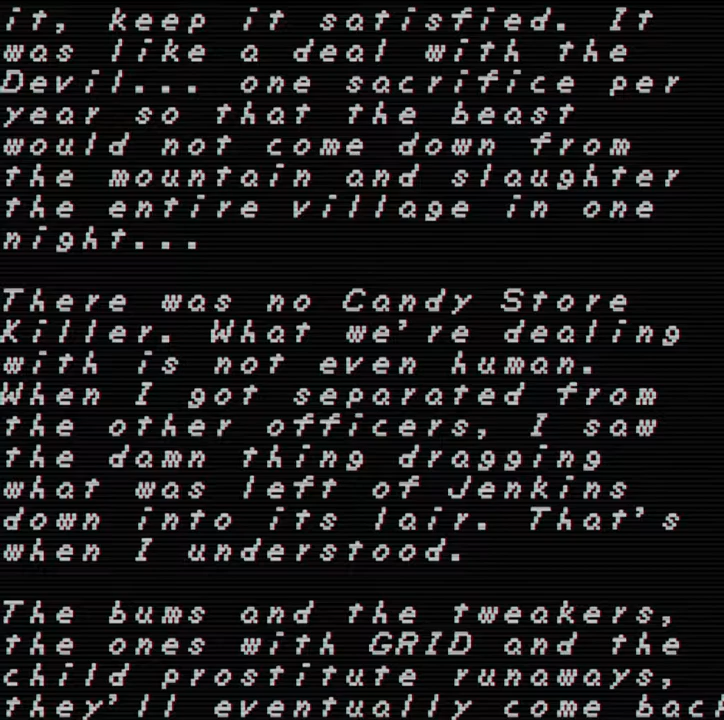 it, keep it satisfied. It
was like a deal with the
Devil... one sacrifice per
year so that the beast
would not come down from
the mountain and slaughter
the entire village in one
night...
There was no Candy Store
Killer. What we're dealing
with is not even human.
When I got separated from
the other officers, I saw
the damn thing dragging
what was left of Jenkins
down into its lair. That's
when I understood.
The bums and the tweakers,
the ones with GRID and the
child prostitute runaways,
they'll eventually come back